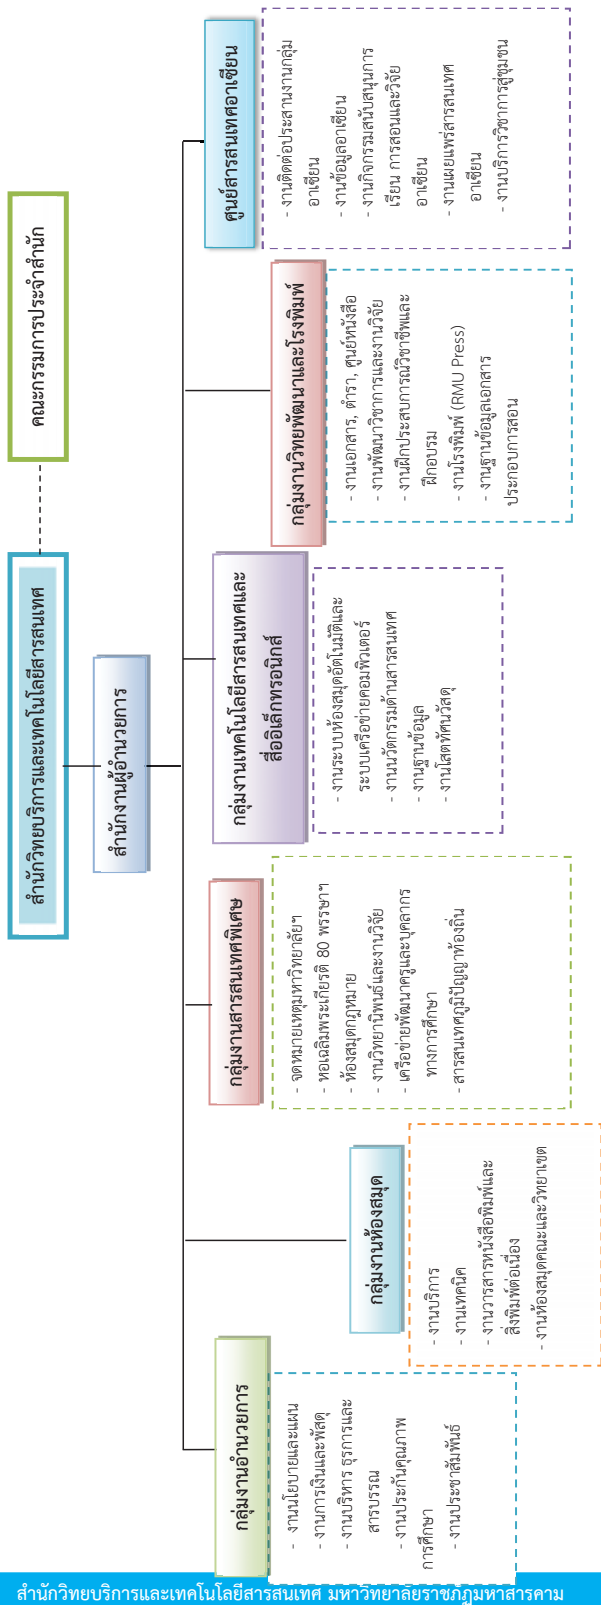 สำนักวิทยบริการและเทคโนโลยีสารสนเทศ
คณะกรรมการประจำสำนัก
สำนักงานผู้อำนวยการ
กลุ่มงานอำนวยการ
- งานนโยบายและแผน
- งานการเงินและพัสดุ
- งานบริหาร ธุรการและ
สารบรรณ
- งานประกันคุณภาพ
การศึกษา
- งานประชาสัมพันธ์
กลุ่มงานห้องสมุด
- งานบริการ
- งานเทคนิค
- งานวารสารหนังสือพิมพ์และ
สิ่งพิมพ์ต่อเนื่อง
- งานห้องสมุดคณะและวิทยาเขต
กลุ่มงานสารสนเทศพิเศษ
- จดหมายเหตุมหาวิทยาลัยฯ
- หอเฉลิมพระเกียรติ 80 พรรษาฯ
- ห้องสมุดกฎหมาย
- งานวิทยานิพนธ์และงานวิจัย
- เครือข่ายพัฒนาครูและบุคลากร
ทางการศึกษา
- สารสนเทศภูมิปัญญาท้องถิ่น
กลุ่มงานเทคโนโลยีสารสนเทศและ
สื่ออิเล็กทรอนิกส์
- งานระบบห้องสมุดอัตโนมัติและ
ระบบเครือข่ายคอมพิวเตอร์
- งานนวัตกรรมด้านสารสนเทศ
- งานฐานข้อมูล
- งานโสตทัศนวัสดุ
กลุ่มงานวิทยพัฒนาและโรงพิมพ์
- งานเอกสาร, ตำรา, ศูนย์หนังสือ
- งานพัฒนาวิชาการและงานวิจัย
- งานฝึกประสบการณ์วิชาชีพและ
ฝึกอบรม
- งานโรงพิมพ์ (RMU Press)
- งานฐานข้อมูลเอกสาร
ประกอบการสอน
ศูนย์สารสนเทศอาเซียน
- งานติดต่อประสานงานกลุ่ม
อาเซียน
- งานข้อมูลอาเซียน
- งานกิจกรรมสนับสนุนการ
เรียน การสอนและวิจัย
อาเซียน
- งานเผยแพร่สารสนเทศ
อาเซียน
- งานบริการวิชาการสู่ชุมชน
สำนักวิทยบริการและเทคโนโลยีสารสนเทศ มหาวิทยาลัยราชภัฏมหาสารคาม